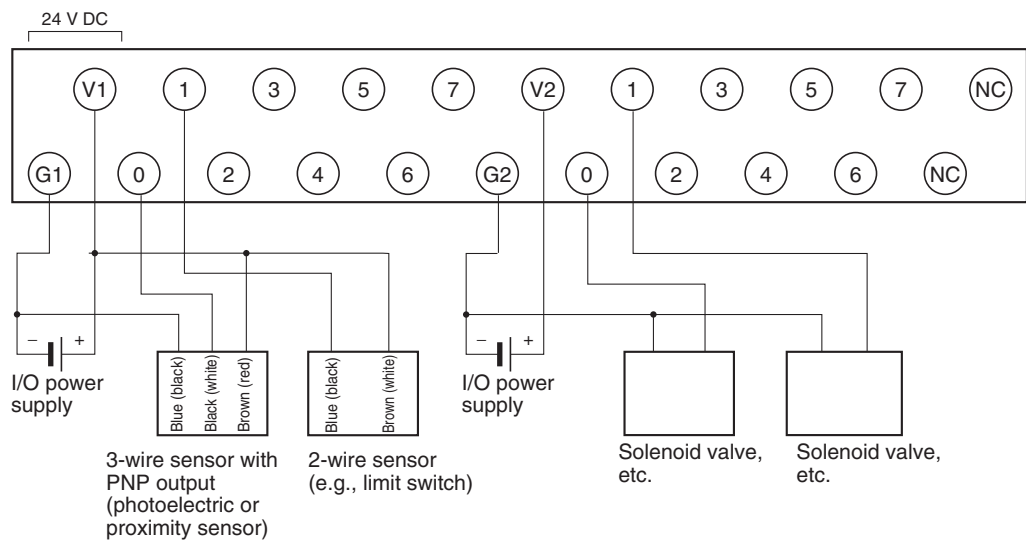 24 V DC
V1 1 3 5 7 V2 1 3 5 7 NC
G1 0 2 4 6 G2 0 2 4 6 NC
− +
I/O power
supply
Blue (black)
Black (white)
Brown (red)
3-wire sensor with
PNP output
(photoelectric or
proximity sensor)
Blue (black)
Brown (white)
2-wire sensor
(e.g., limit switch)
− +
I/O power
supply
Solenoid valve,
etc.
Solenoid valve,
etc.